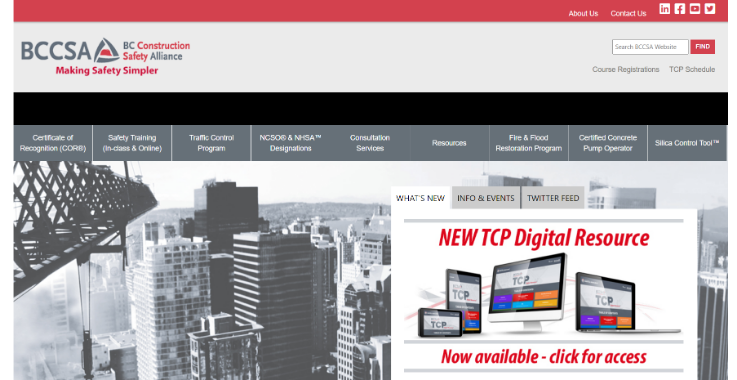 About Us Contact Us
BCCSA BC Construction
Safety Alliance
Making Safety Simpler
Search BCCSA Website FIND
Course Registrations TCP Schedule
Certificate of
Recognition (COR®)
Safety Training
(In-class & Online)
Traffic Control
Program
NCSO® & NHSA™
Designations
Consultation
Services
Resources
Fire & Flood
Restoration Program
Certified Concrete
Pump Operator
Silica Control Tool™
WHAT'S NEW INFO & EVENTS TWITTER FEED
NEW TCP Digital Resource
TCP
TCP
TCP
TCP
Now available - click for access